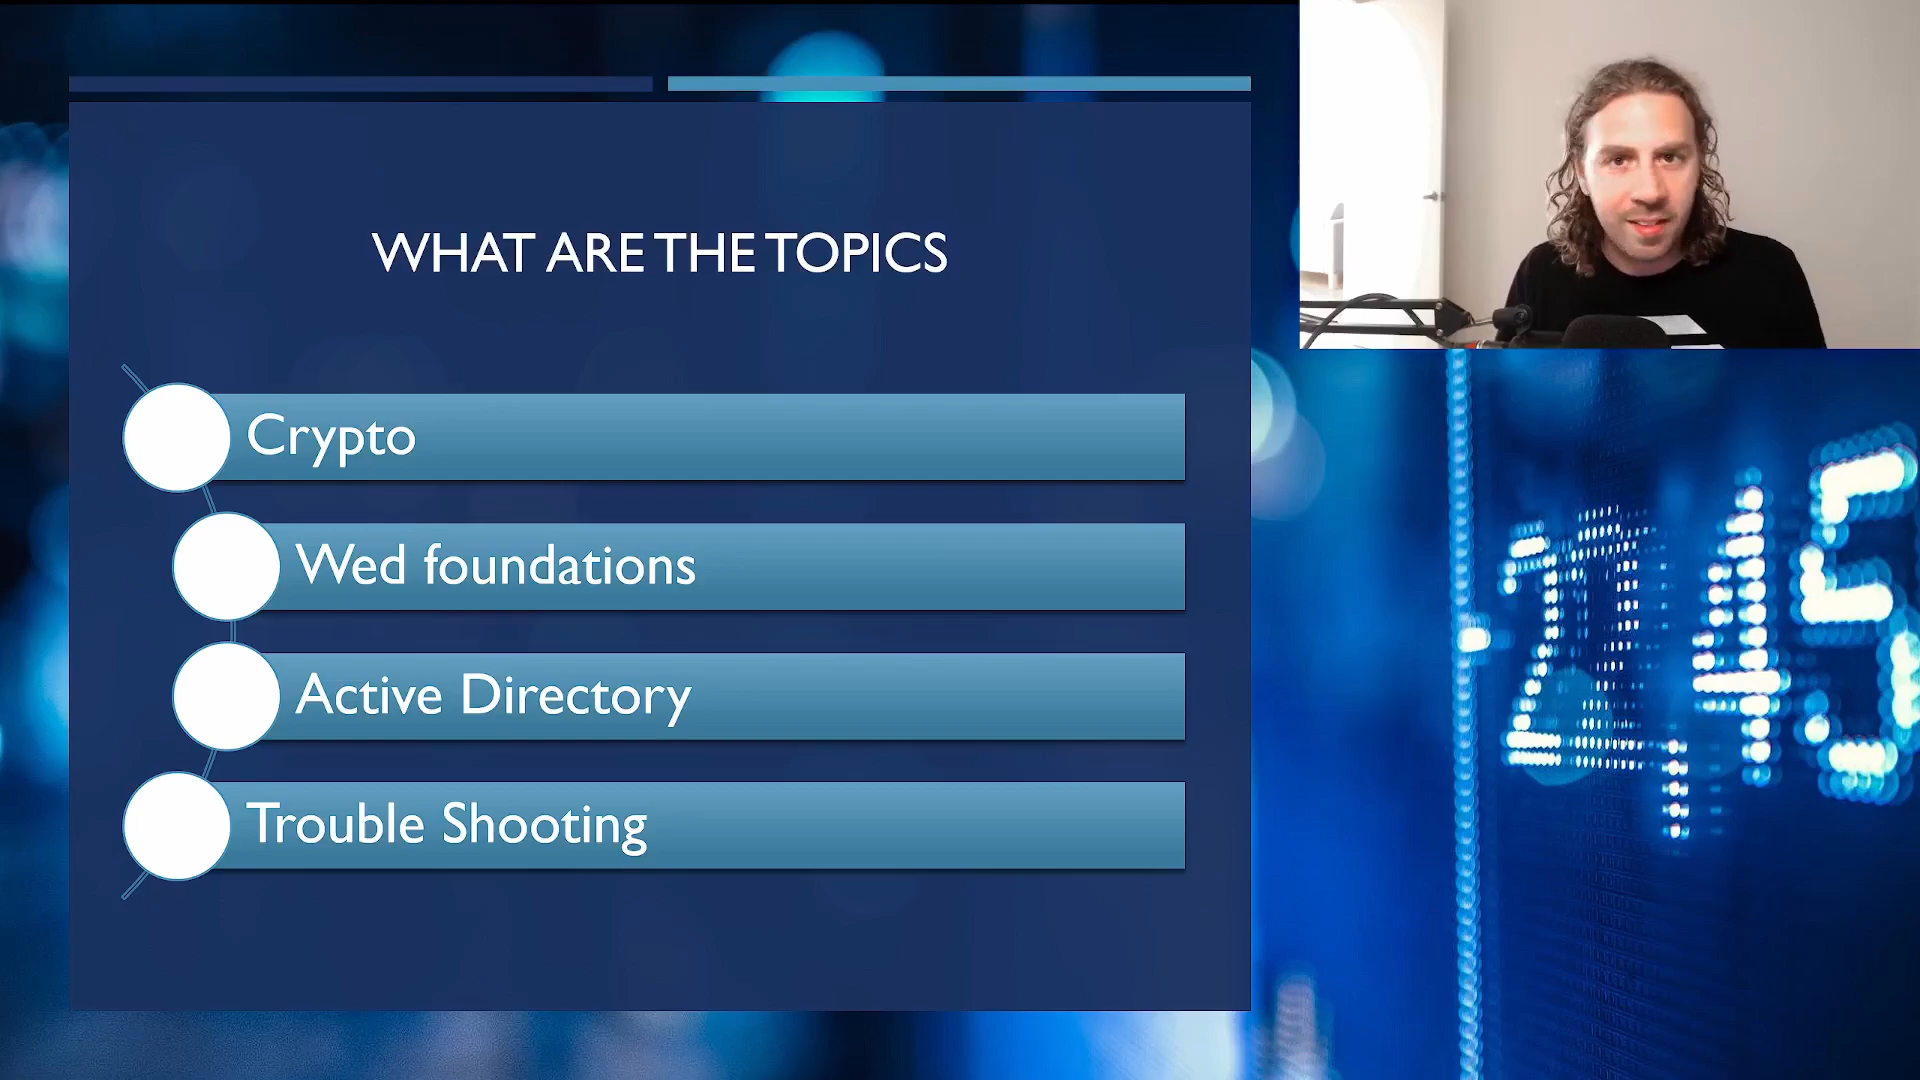 WHAT ARE THE TOPICS
Crypto
Wed foundations
Active Directory
Trouble Shooting